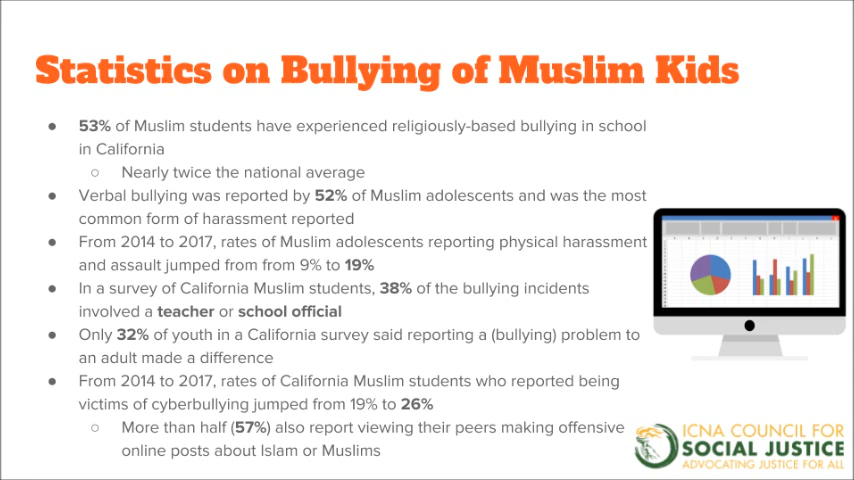 Statistics on Bullying of Muslim Kids
● 53% of Muslim students have experienced religiously-based bullying in school
in California
○ Nearly twice the national average
● Verbal bullying was reported by 52% of Muslim adolescents and was the most
common form of harassment reported
● From 2014 to 2017, rates of Muslim adolescents reporting physical harassment
and assault jumped from from 9% to 19%
● In a survey of California Muslim students, 38% of the bullying incidents
involved a teacher or school official
● Only 32% of youth in a California survey said reporting a (bullying) problem to
an adult made a difference
● From 2014 to 2017, rates of California Muslim students who reported being
victims of cyberbullying jumped from 19% to 26%
○ More than half (57%) also report viewing their peers making offensive
online posts about Islam or Muslims
ICNA COUNCIL FOR
SOCIAL JUSTICE
ADVOCATING JUSTICE FOR ALL